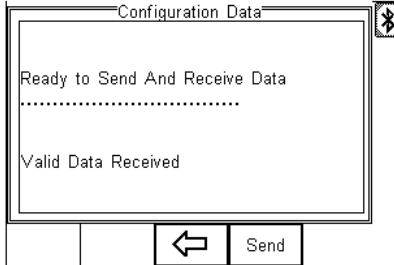 Configuration Data
Ready to Send And Receive Data
.................................
Valid Data Received
Send